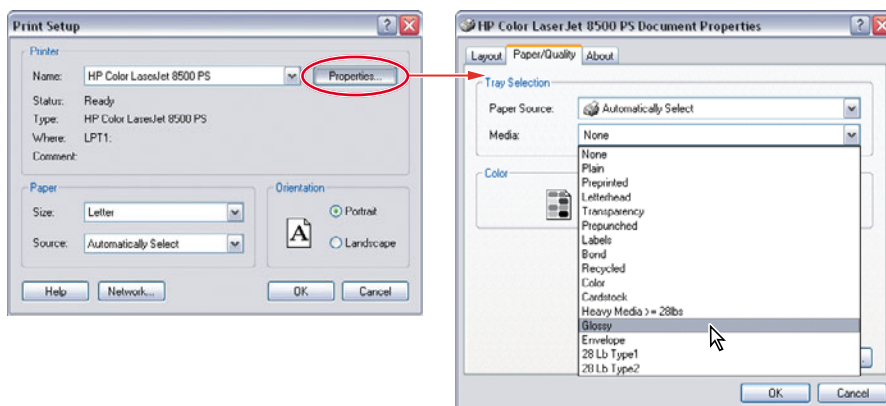 Print Setup
Printer
Name: HP Color LaserJet 8500 PS Properties...
Status: Ready
Type: HP Color LaserJet 8500 PS
Where: LPT1:
Comment:
Paper
Size: Letter
Source: Automatically Select
Orientation
A
Portrait
Landscape
Help Network... OK Cancel
HP Color LaserJet 8500 PS Document Properties
Layout Paper/Quality About
Tray Selection
Paper Source: Automatically Select
Media: None
Color
None
Plain
Preprinted
Letterhead
Transparency
Prepunched
Labels
Bond
Recycled
Color
Cardstock
Heavy Media >= 28lbs
Glossy
Envelope
28 Lb Type1
28 Lb Type2
OK Cancel